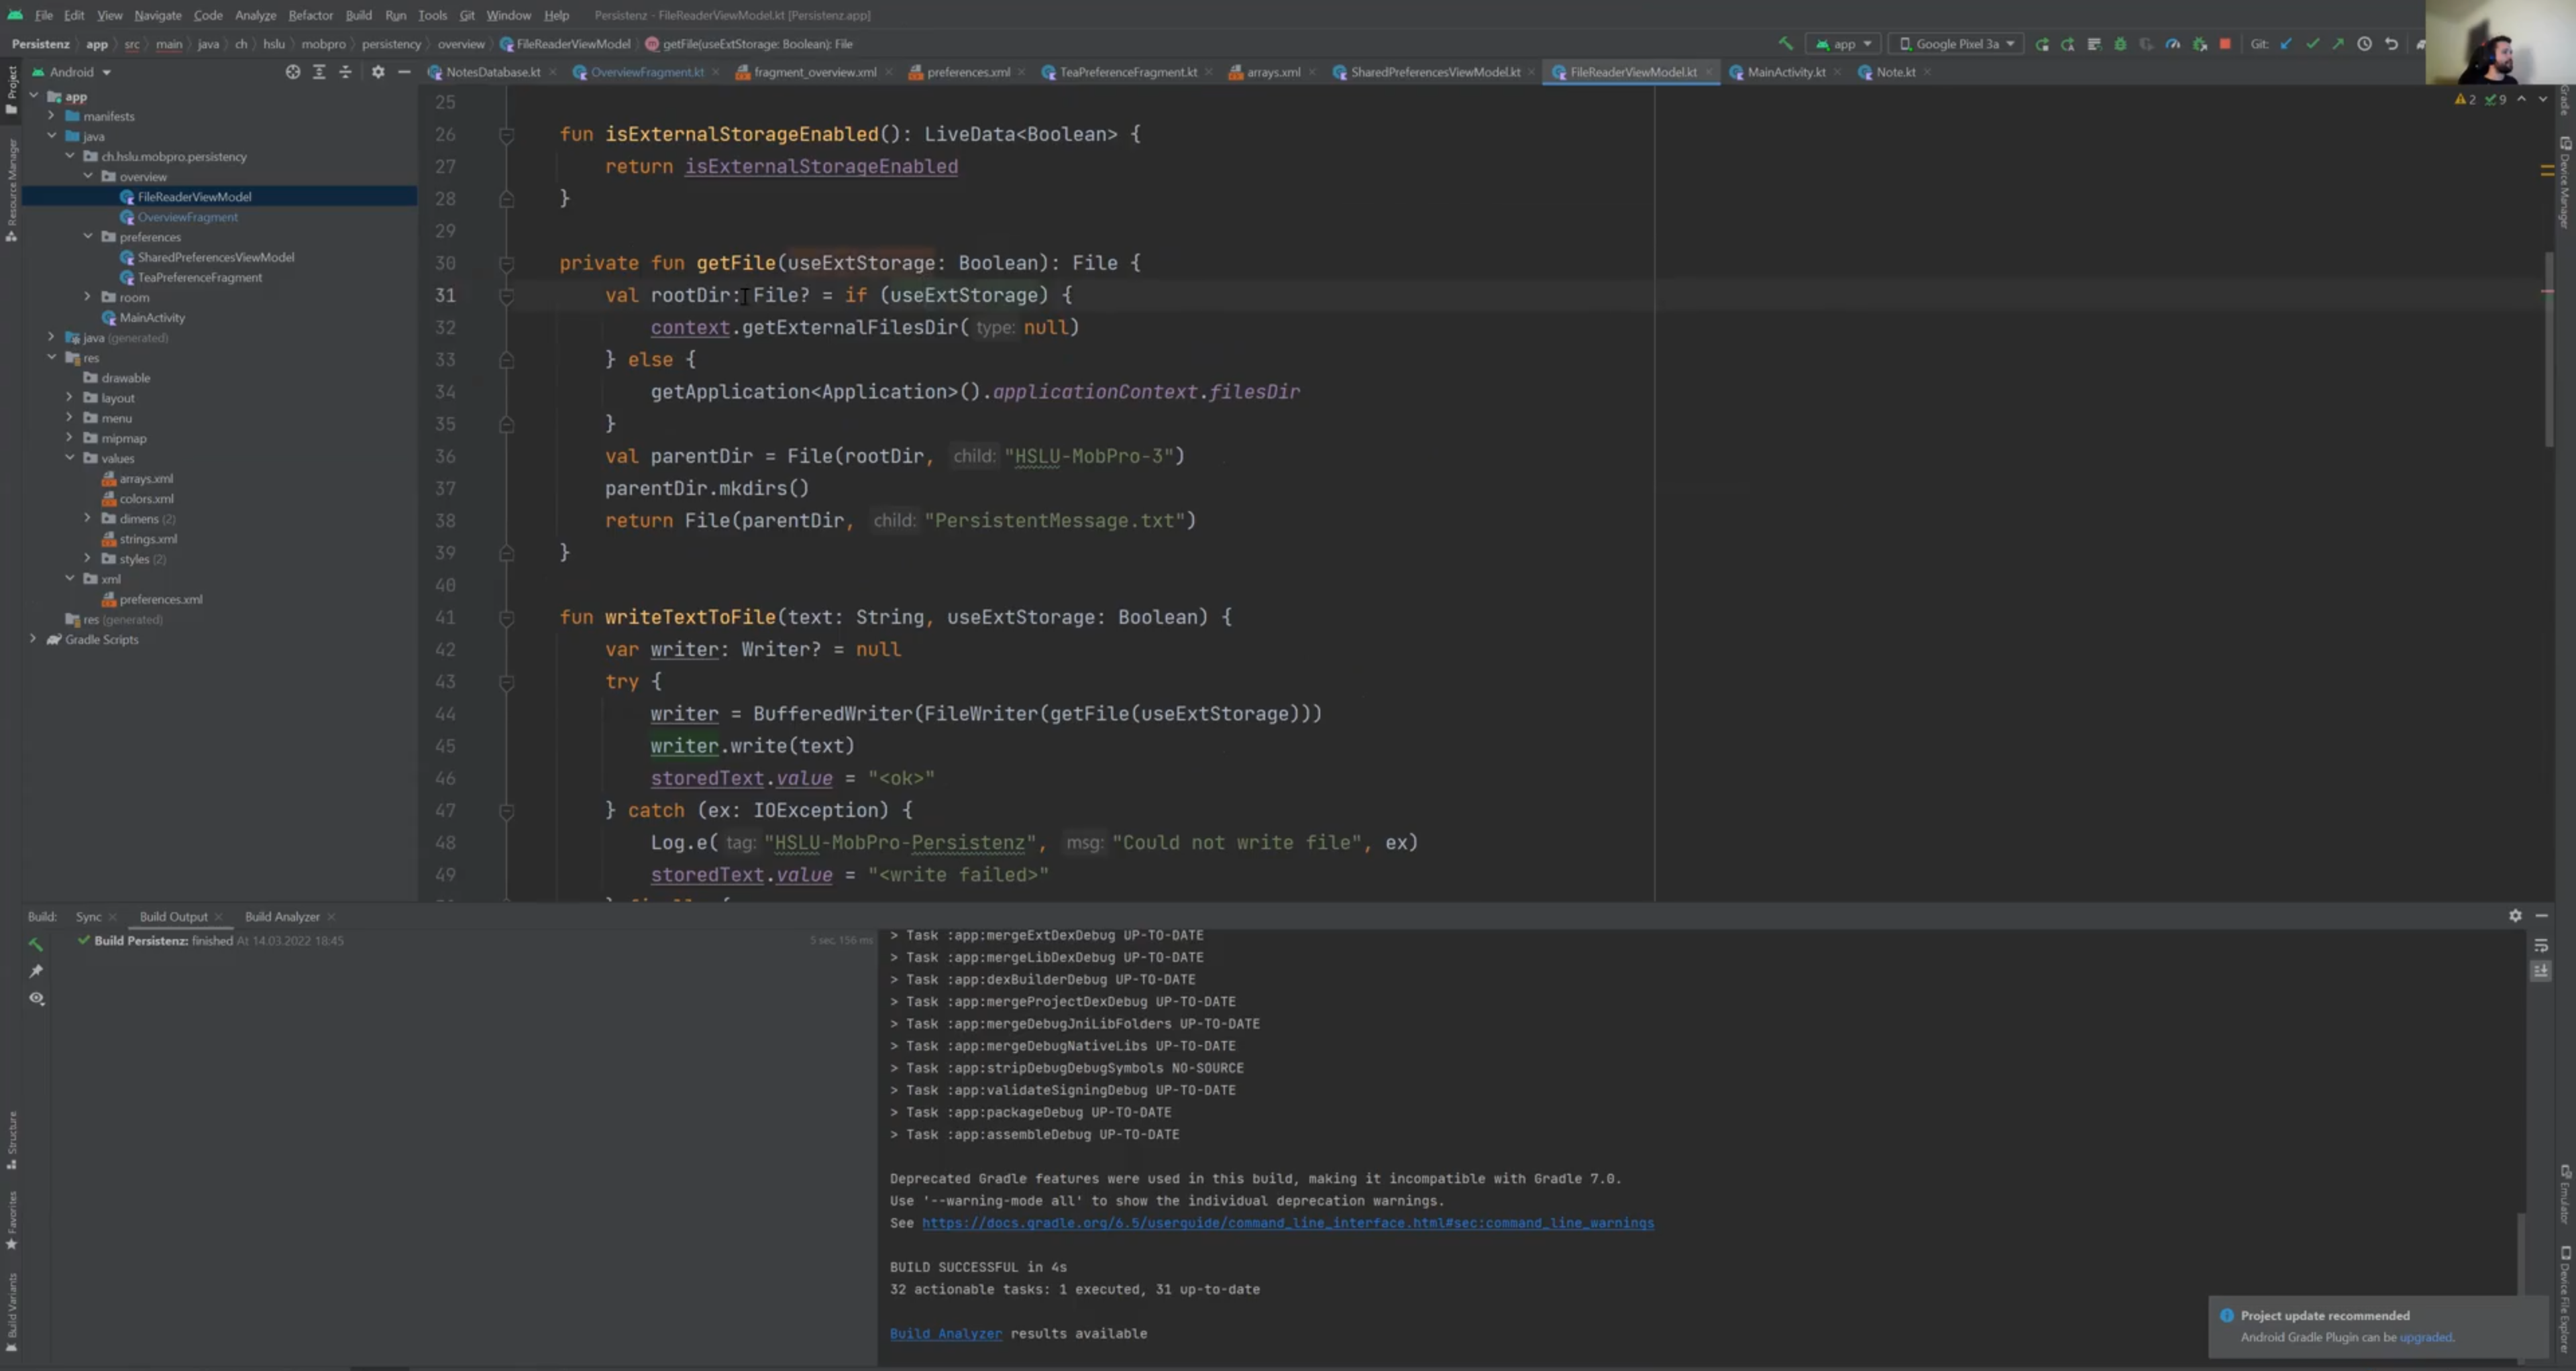 File Edit View Navigate Code Analyze Refactor Build Run Tools Git Window Help Persistenz - FileReaderViewModel.kt [Persistenz.app]
Persistenz app src main java ch hslu mobpro persistency overview FileReaderViewModel getFile(useExtStorage: Boolean): File app Google Pixel 3a Git:
Android NotesDatabase.kt OverviewFragment.kt fragment_overview.xml preferences.xml TeaPreferenceFragment.kt arrays.xml SharedPreferencesViewModel.kt FileReaderViewModel.kt MainActivity.kt Note.kt
Project
Resource Manager
Structure
Favorites
Build Variants
app
manifests
java
ch.hslu.mobpro.persistency
overview
FileReaderViewModel
OverviewFragment
preferences
SharedPreferencesViewModel
TeaPreferenceFragment
room
MainActivity
java (generated)
res
drawable
layout
menu
mipmap
values
arrays.xml
colors.xml
dimens (2)
strings.xml
styles (2)
xml
preferences.xml
res (generated)
Gradle Scripts
2 9
25
26 fun isExternalStorageEnabled(): LiveData<Boolean> {
27 return isExternalStorageEnabled
28 }
29
30 private fun getFile(useExtStorage: Boolean): File {
31 val rootDir: File? = if (useExtStorage) {
32 context.getExternalFilesDir( type: null)
33 } else {
34 getApplication<Application>().applicationContext.filesDir
35 }
36 val parentDir = File(rootDir, child: "HSLU-MobPro-3")
37 parentDir.mkdirs()
38 return File(parentDir, child: "PersistentMessage.txt")
39 }
40
41 fun writeTextToFile(text: String, useExtStorage: Boolean) {
42 var writer: Writer? = null
43 try {
44 writer = BufferedWriter(FileWriter(getFile(useExtStorage)))
45 writer.write(text)
46 storedText.value = "<ok>"
47 } catch (ex: IOException) {
48 Log.e( tag: "HSLU-MobPro-Persistenz", msg: "Could not write file", ex)
49 storedText.value = "<write failed>"
Gradle
Device Manager
Emulator
Device File Explorer
Build: Sync Build Output Build Analyzer
Build Persistenz: finished At 14.03.2022 18:45 5 sec, 156 ms
> Task :app:mergeExtDexDebug UP-TO-DATE
> Task :app:mergeLibDexDebug UP-TO-DATE
> Task :app:dexBuilderDebug UP-TO-DATE
> Task :app:mergeProjectDexDebug UP-TO-DATE
> Task :app:mergeDebugJniLibFolders UP-TO-DATE
> Task :app:mergeDebugNativeLibs UP-TO-DATE
> Task :app:stripDebugDebugSymbols NO-SOURCE
> Task :app:validateSigningDebug UP-TO-DATE
> Task :app:packageDebug UP-TO-DATE
> Task :app:assembleDebug UP-TO-DATE
Deprecated Gradle features were used in this build, making it incompatible with Gradle 7.0.
Use '--warning-mode all' to show the individual deprecation warnings.
See https://docs.gradle.org/6.5/userguide/command_line_interface.html#sec:command_line_warnings
BUILD SUCCESSFUL in 4s
32 actionable tasks: 1 executed, 31 up-to-date
Build Analyzer results available
Project update recommended
Android Gradle Plugin can be upgraded.